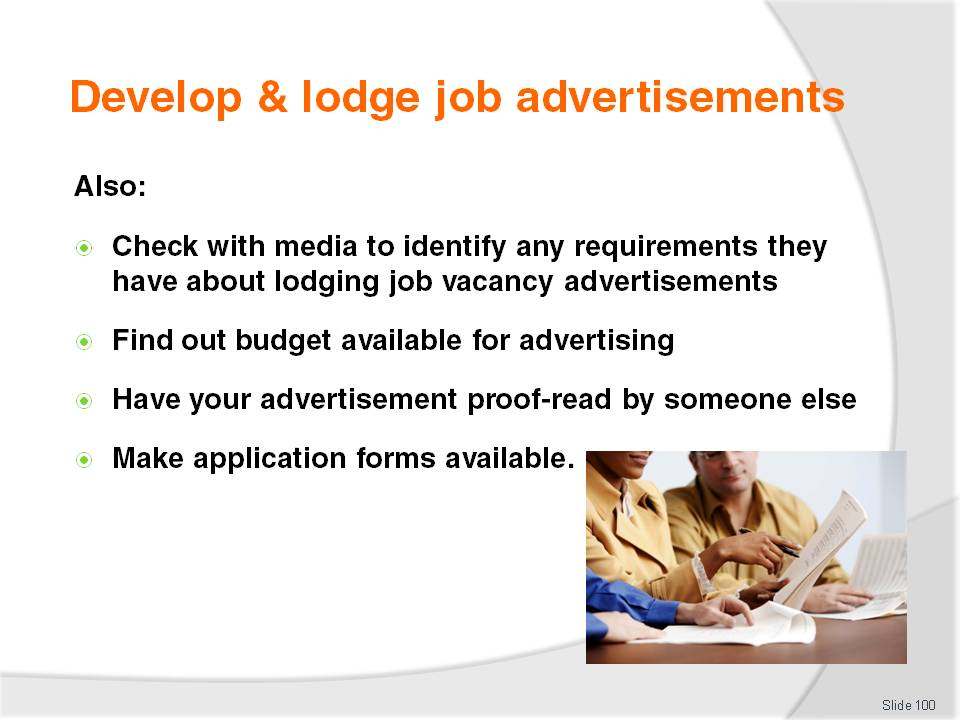 Develop & lodge job advertisements
Also:
Check with media to identify any requirements they
have about lodging job vacancy advertisements
Find out budget available for advertising
Have your advertisement proof-read by someone else
Make application forms available.
Slide 100